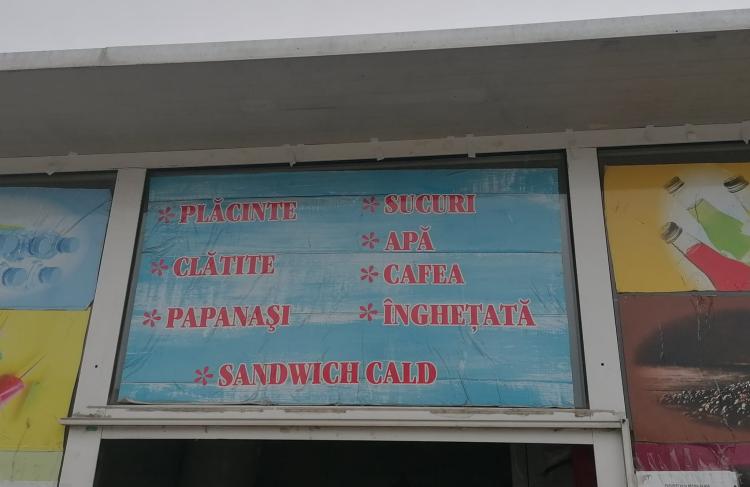 * PLĂCINTE
* CLĂTITE
* PAPANAŞI
* SUCURI
* APĂ
* CAFEA
* ÎNGHEȚATĂ
* SANDWICH CALD